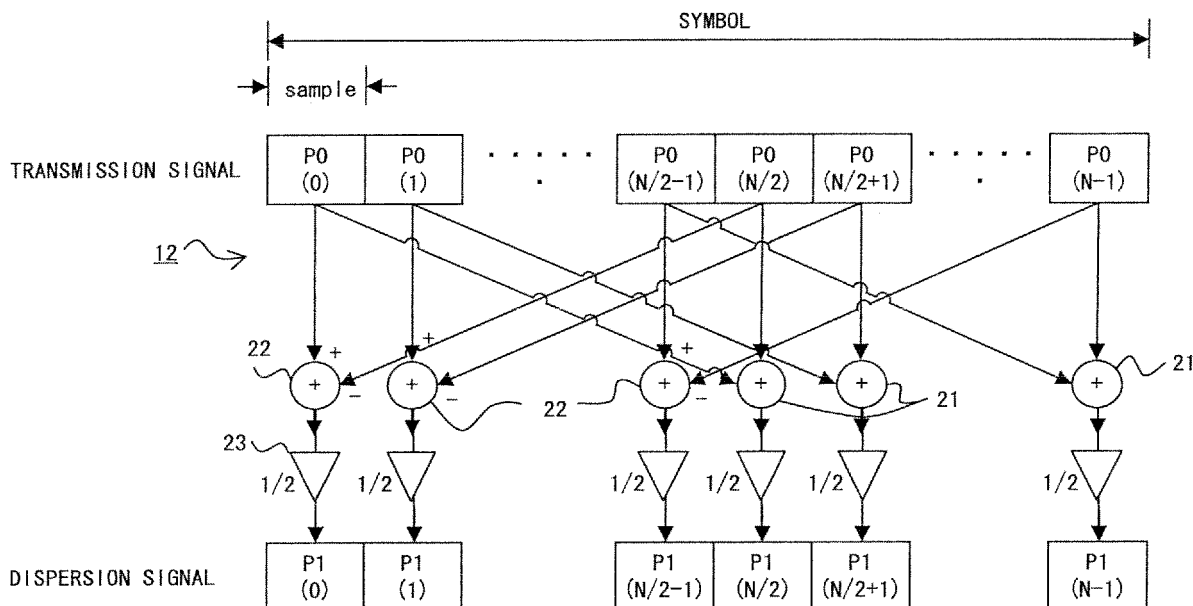 SYMBOL
sample
TRANSMISSION SIGNAL
P0 (0)
P0 (1)
· · · · · ·
P0 (N/2-1)
P0 (N/2)
P0 (N/2+1)
· · · · · ·
P0 (N-1)
12
22
+
+
-
+
+
-
22
+
+
-
+
+
21
+
21
23
1/2
1/2
1/2
1/2
1/2
1/2
DISPERSION SIGNAL
P1 (0)
P1 (1)
P1 (N/2-1)
P1 (N/2)
P1 (N/2+1)
P1 (N-1)